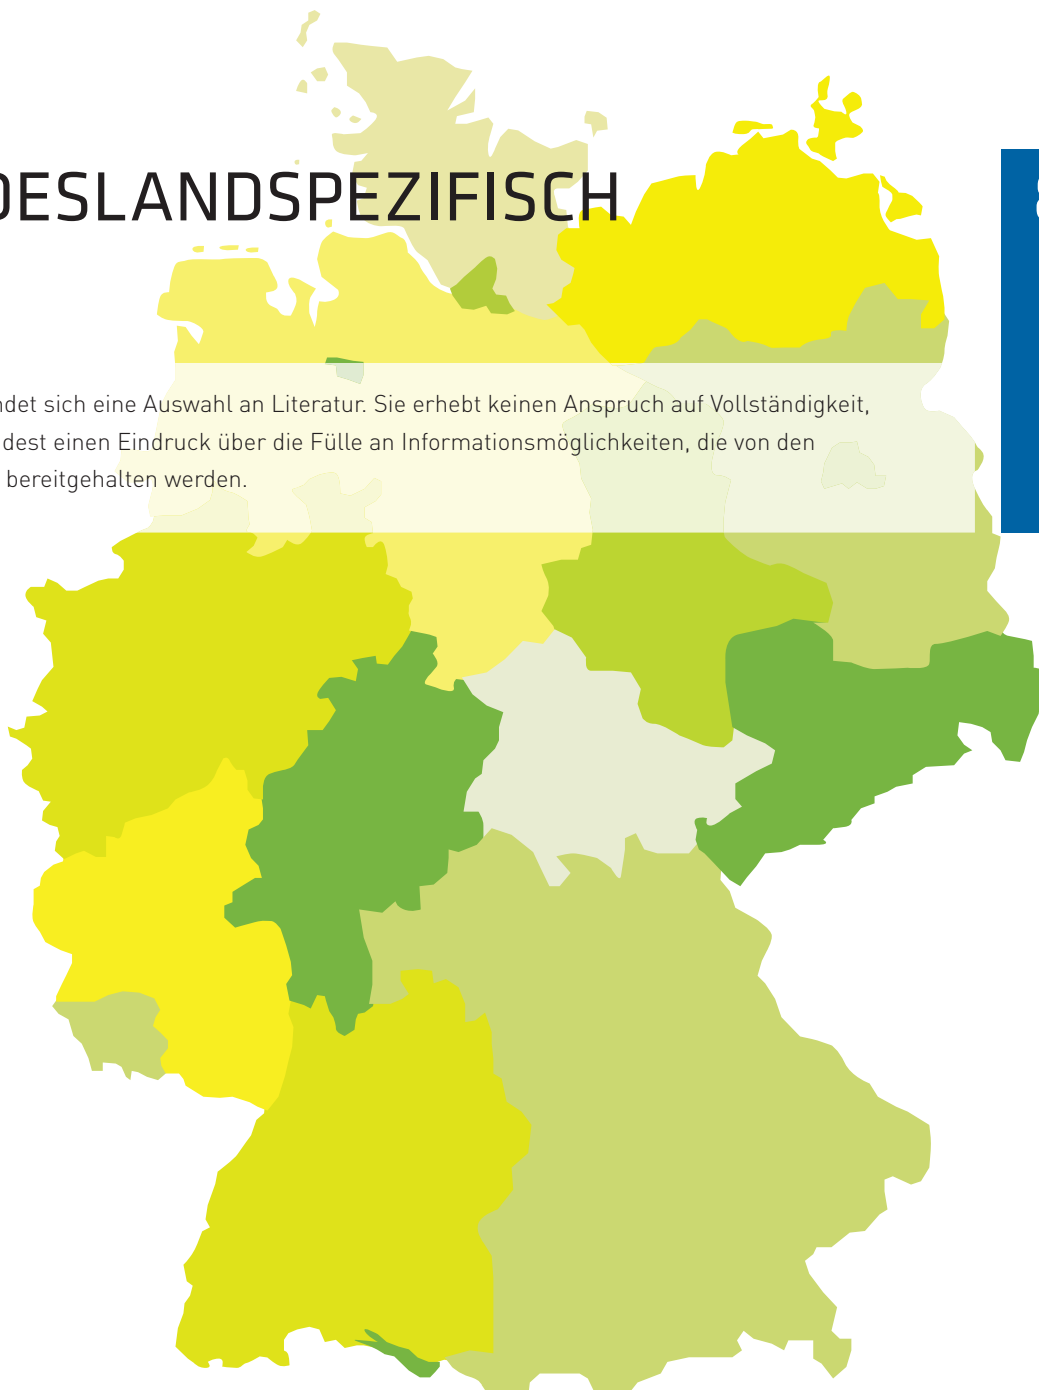 DESLANDSPEZIFISCH
ndet sich eine Auswahl an Literatur. Sie erhebt keinen Anspruch auf Vollständigkeit,
dest einen Eindruck über die Fülle an Informationsmöglichkeiten, die von den
bereitgehalten werden.